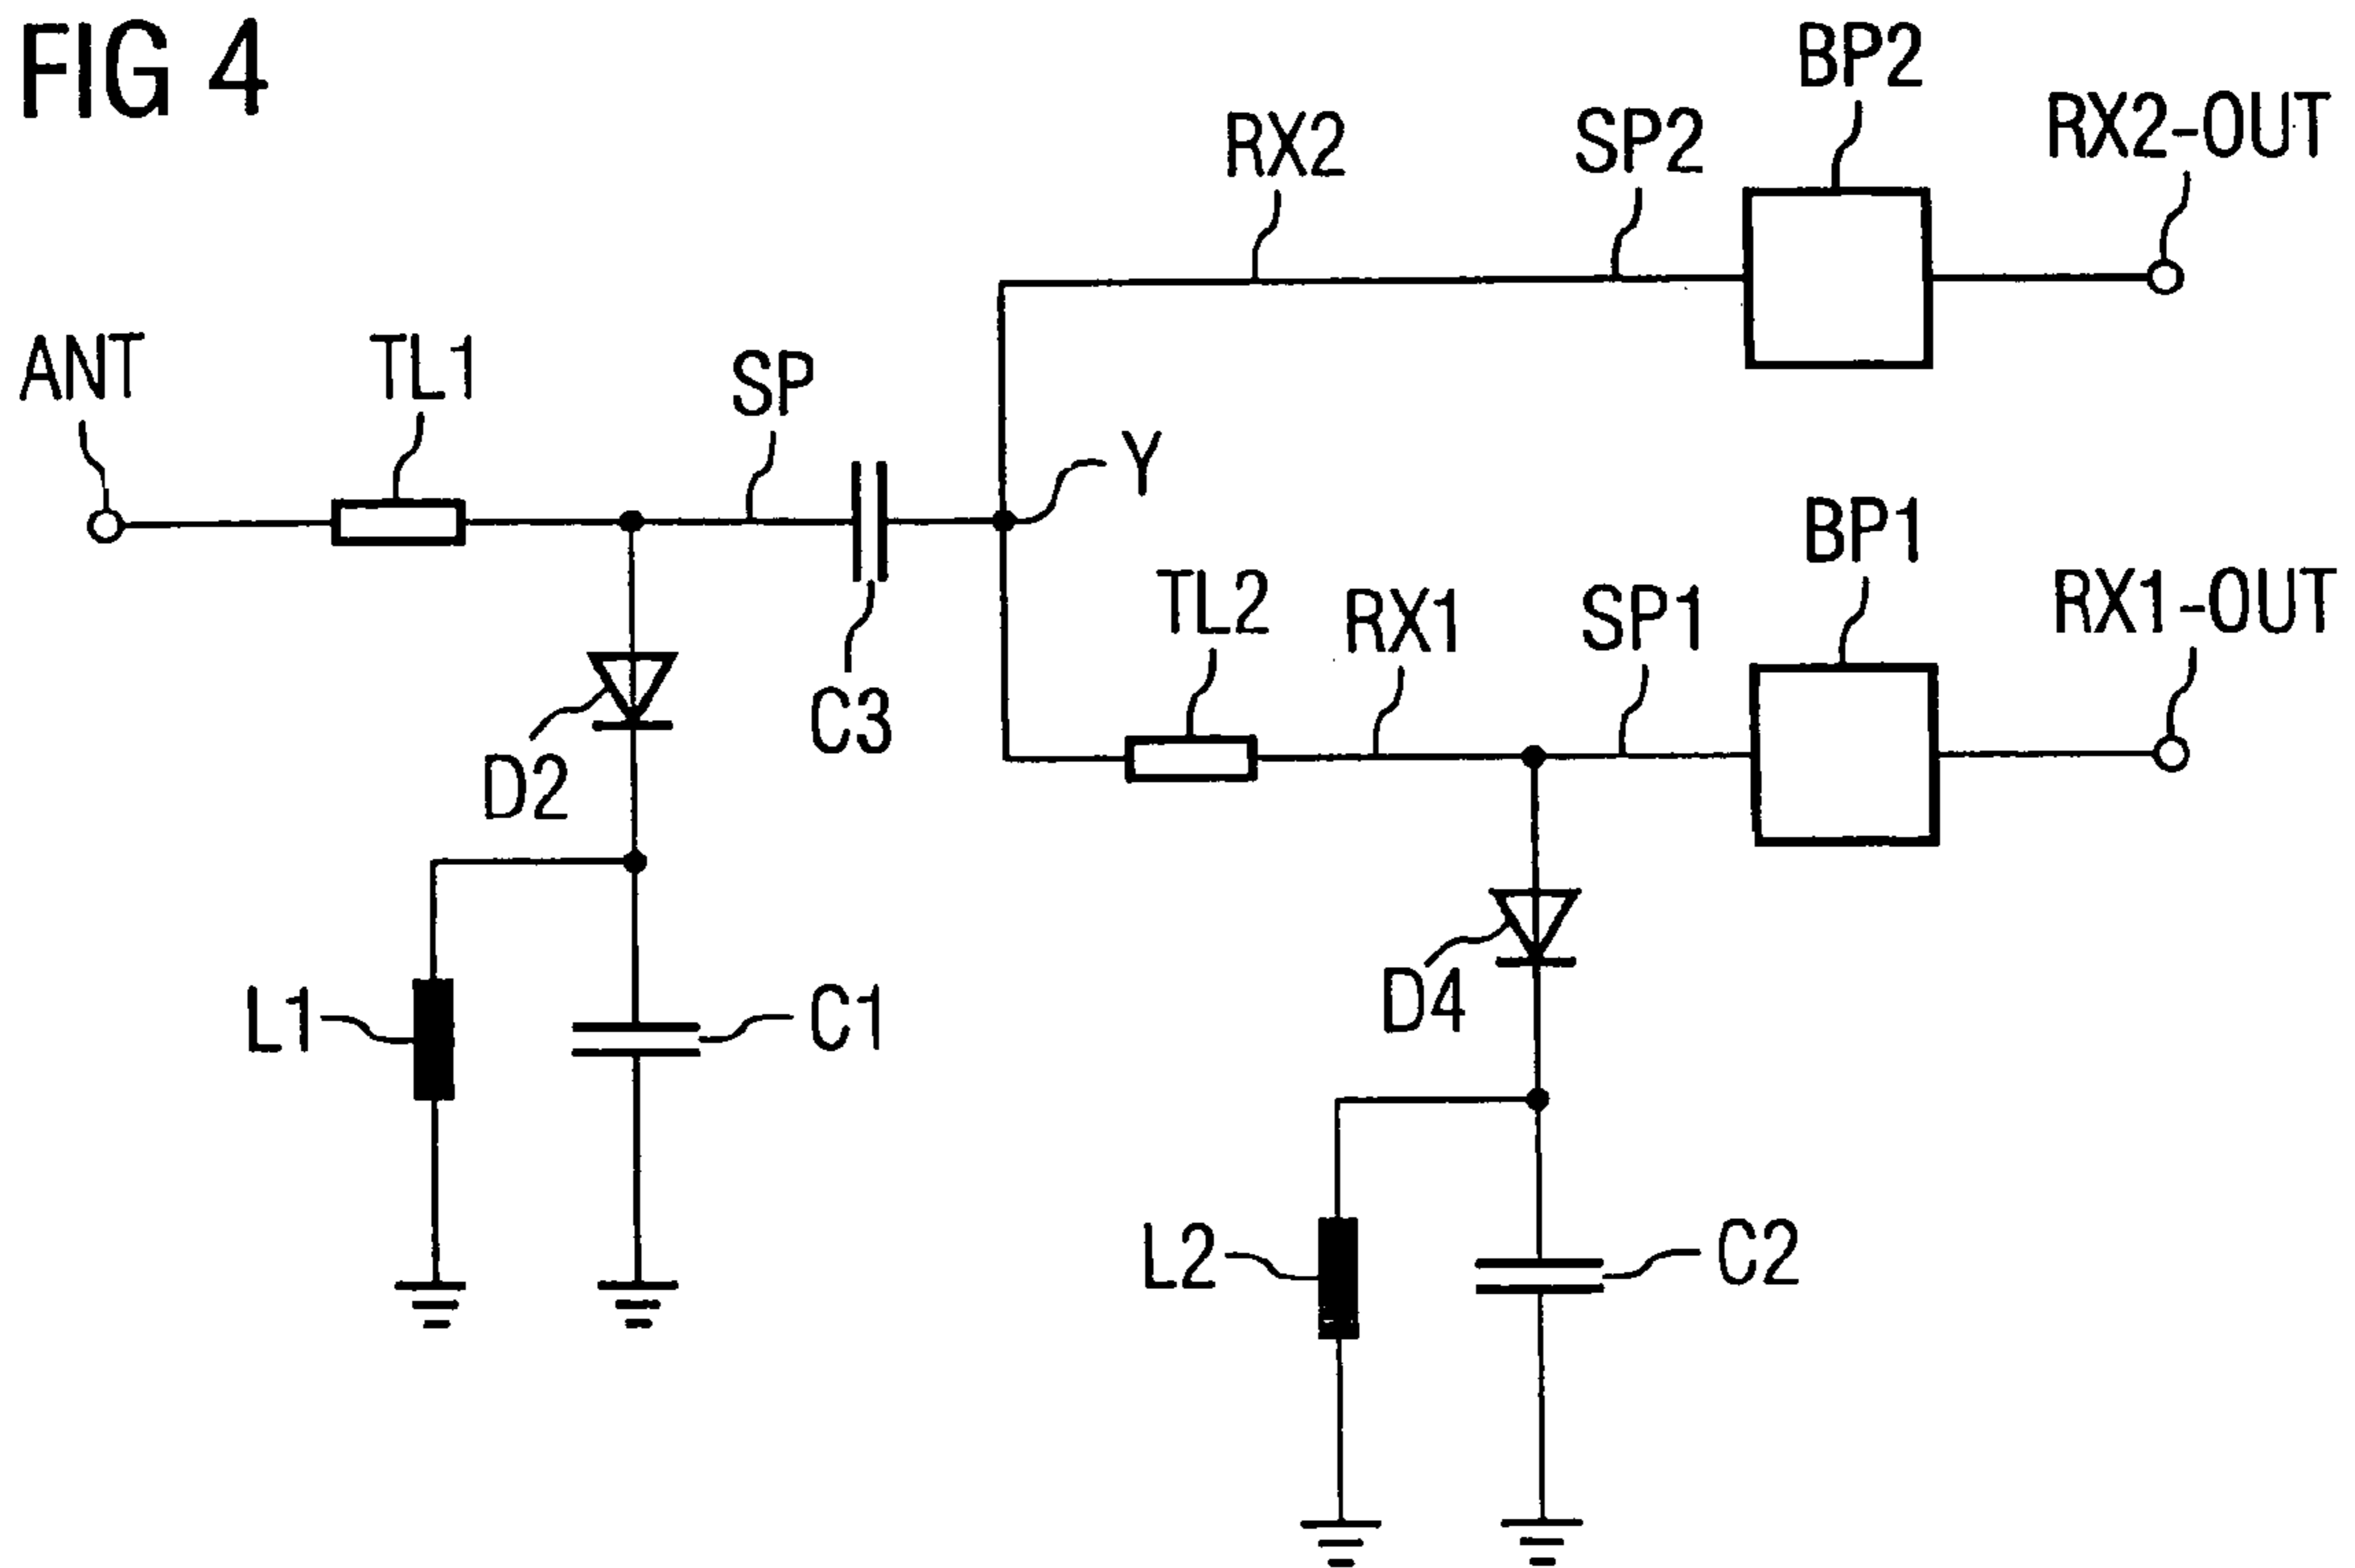 FIG 4
BP2
RX2
SP2
RX2-OUT
ANT
TL1
SP
Y
BP1
TL2
RX1
SP1
RX1-OUT
C3
D2
D4
L1
C1
L2
C2